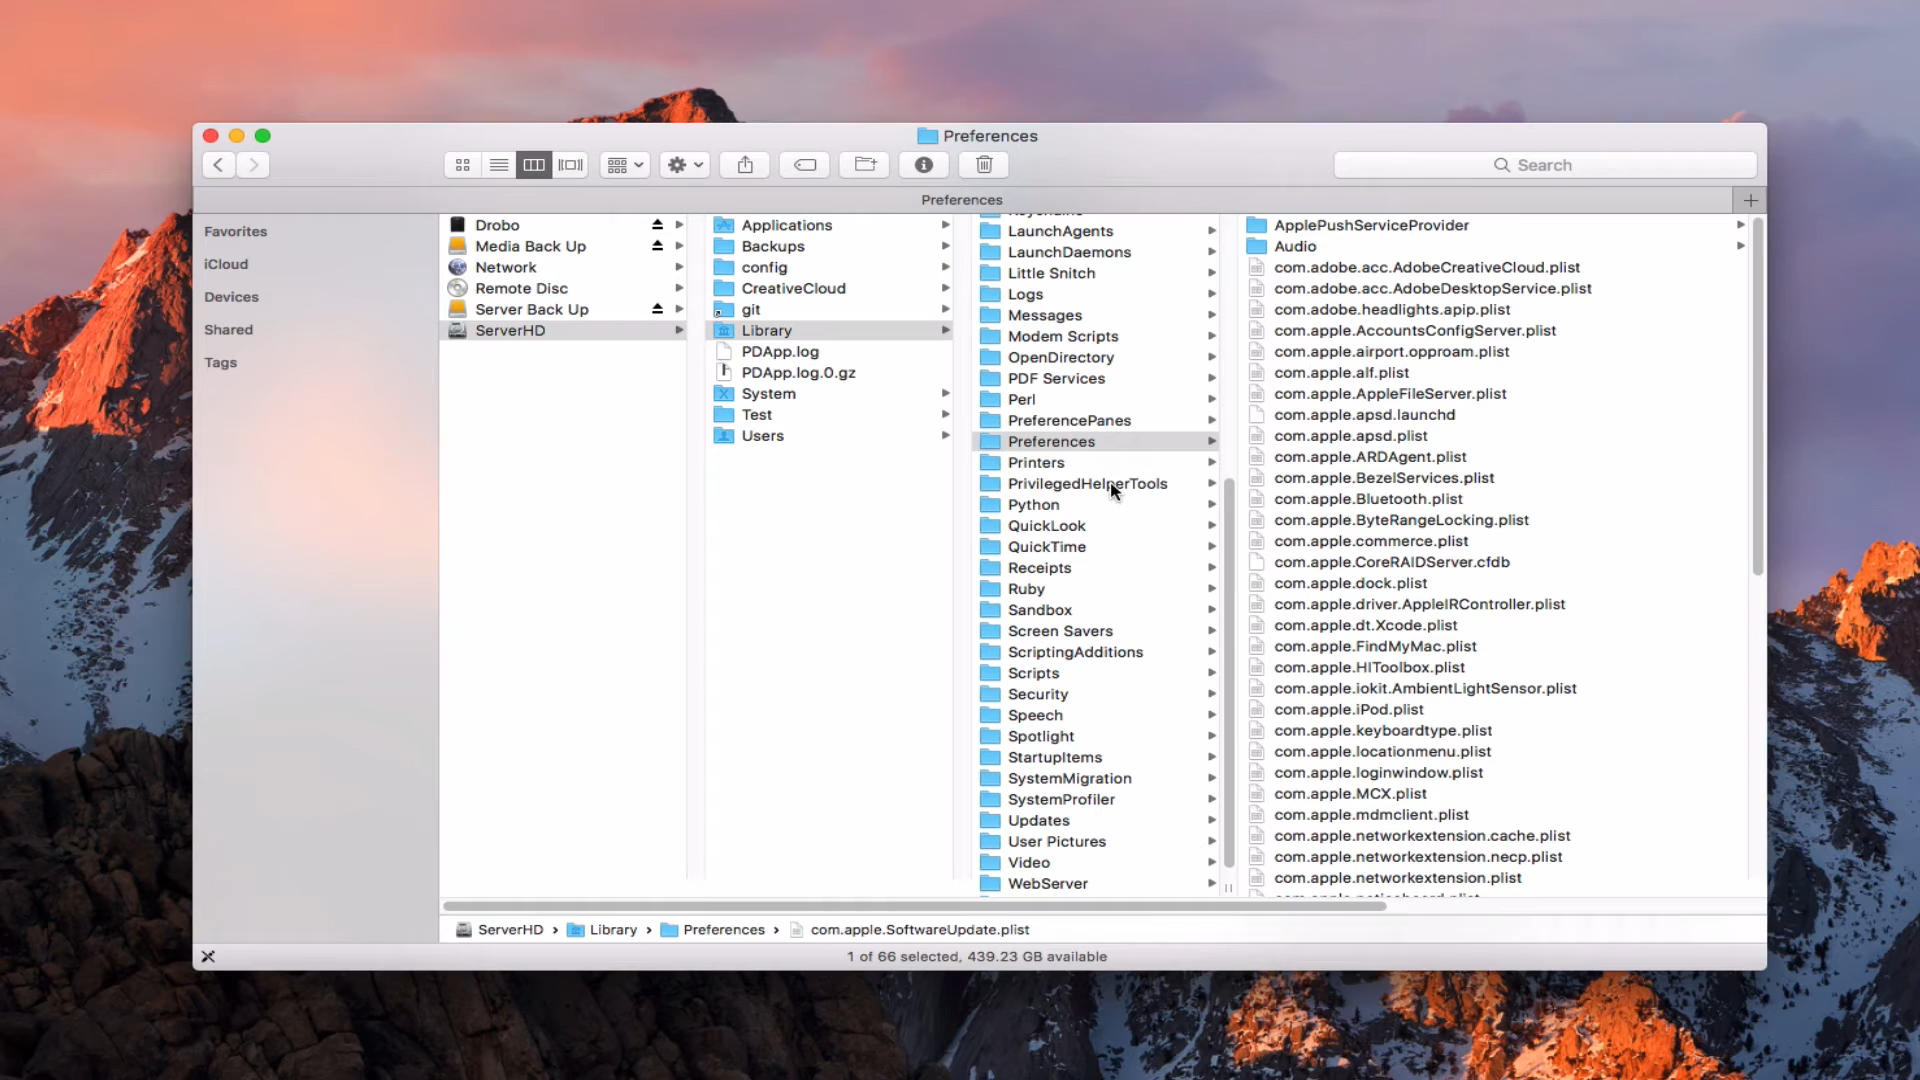 Preferences
Search
Preferences
Favorites
iCloud
Devices
Shared
Tags
Drobo
Media Back Up
Network
Remote Disc
Server Back Up
ServerHD
Applications
Backups
config
CreativeCloud
git
Library
PDApp.log
PDApp.log.0.gz
System
Test
Users
LaunchAgents
LaunchDaemons
Little Snitch
Logs
Messages
Modem Scripts
OpenDirectory
PDF Services
Perl
PreferencePanes
Preferences
Printers
PrivilegedHelperTools
Python
QuickLook
QuickTime
Receipts
Ruby
Sandbox
Screen Savers
ScriptingAdditions
Scripts
Security
Speech
Spotlight
StartupItems
SystemMigration
SystemProfiler
Updates
User Pictures
Video
WebServer
ApplePushServiceProvider
Audio
com.adobe.acc.AdobeCreativeCloud.plist
com.adobe.acc.AdobeDesktopService.plist
com.adobe.headlights.apip.plist
com.apple.AccountsConfigServer.plist
com.apple.airport.opproam.plist
com.apple.alf.plist
com.apple.AppleFileServer.plist
com.apple.apsd.launchd
com.apple.apsd.plist
com.apple.ARDAgent.plist
com.apple.BezelServices.plist
com.apple.Bluetooth.plist
com.apple.ByteRangeLocking.plist
com.apple.commerce.plist
com.apple.CoreRAIDServer.cfdb
com.apple.dock.plist
com.apple.driver.AppleIRController.plist
com.apple.dt.Xcode.plist
com.apple.FindMyMac.plist
com.apple.HIToolbox.plist
com.apple.iokit.AmbientLightSensor.plist
com.apple.iPod.plist
com.apple.keyboardtype.plist
com.apple.locationmenu.plist
com.apple.loginwindow.plist
com.apple.MCX.plist
com.apple.mdmclient.plist
com.apple.networkextension.cache.plist
com.apple.networkextension.necp.plist
com.apple.networkextension.plist
ServerHD › Library › Preferences › com.apple.SoftwareUpdate.plist
1 of 66 selected, 439.23 GB available